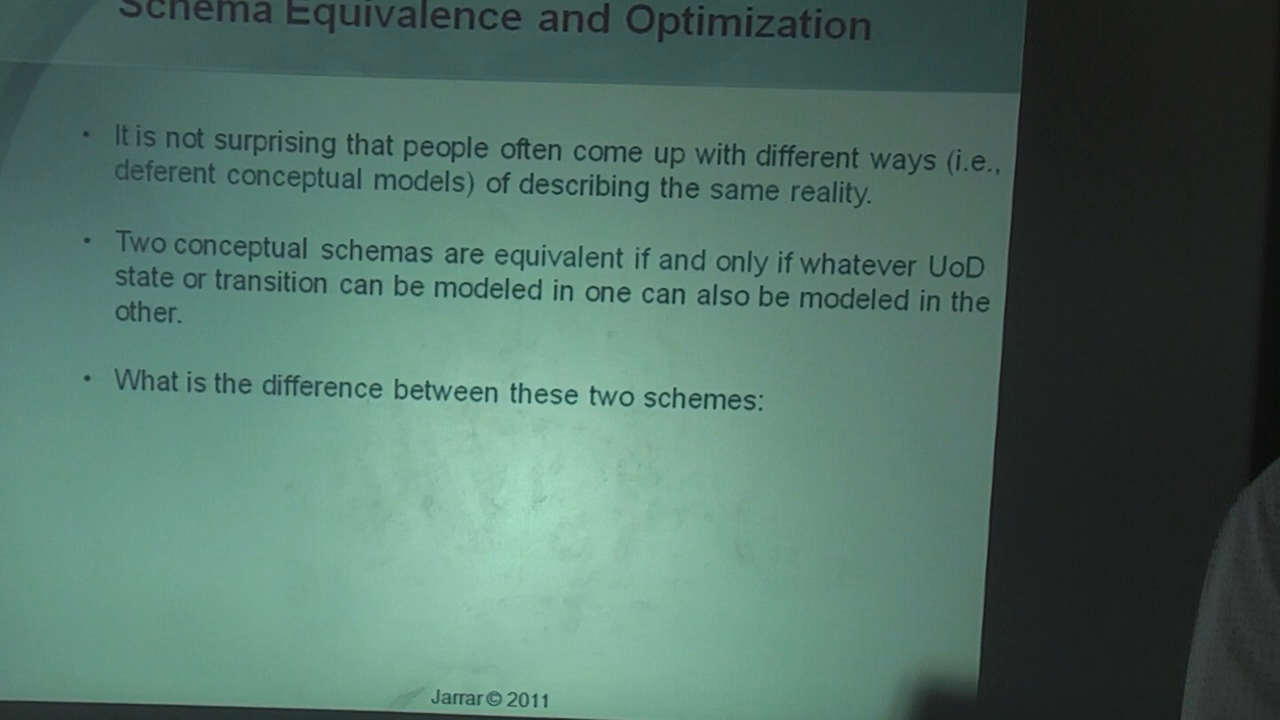 Schema Equivalence and Optimization
• It is not surprising that people often come up with different ways (i.e.,
deferent conceptual models) of describing the same reality.
• Two conceptual schemas are equivalent if and only if whatever UoD
state or transition can be modeled in one can also be modeled in the
other.
• What is the difference between these two schemes:
Jarrar © 2011